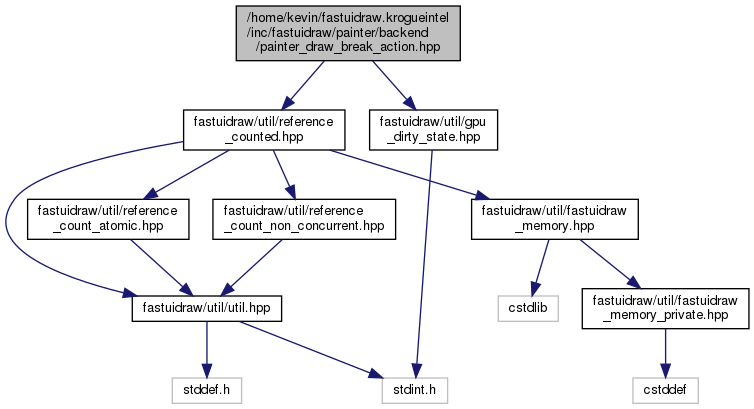 /home/kevin/fastuidraw.krogueintel
/inc/fastuidraw/painter/backend
/painter_draw_break_action.hpp
fastuidraw/util/reference
_counted.hpp
fastuidraw/util/gpu
_dirty_state.hpp
fastuidraw/util/reference
_count_atomic.hpp
fastuidraw/util/reference
_count_non_concurrent.hpp
fastuidraw/util/fastuidraw
_memory.hpp
fastuidraw/util/util.hpp
cstdlib
fastuidraw/util/fastuidraw
_memory_private.hpp
stddef.h
stdint.h
cstddef